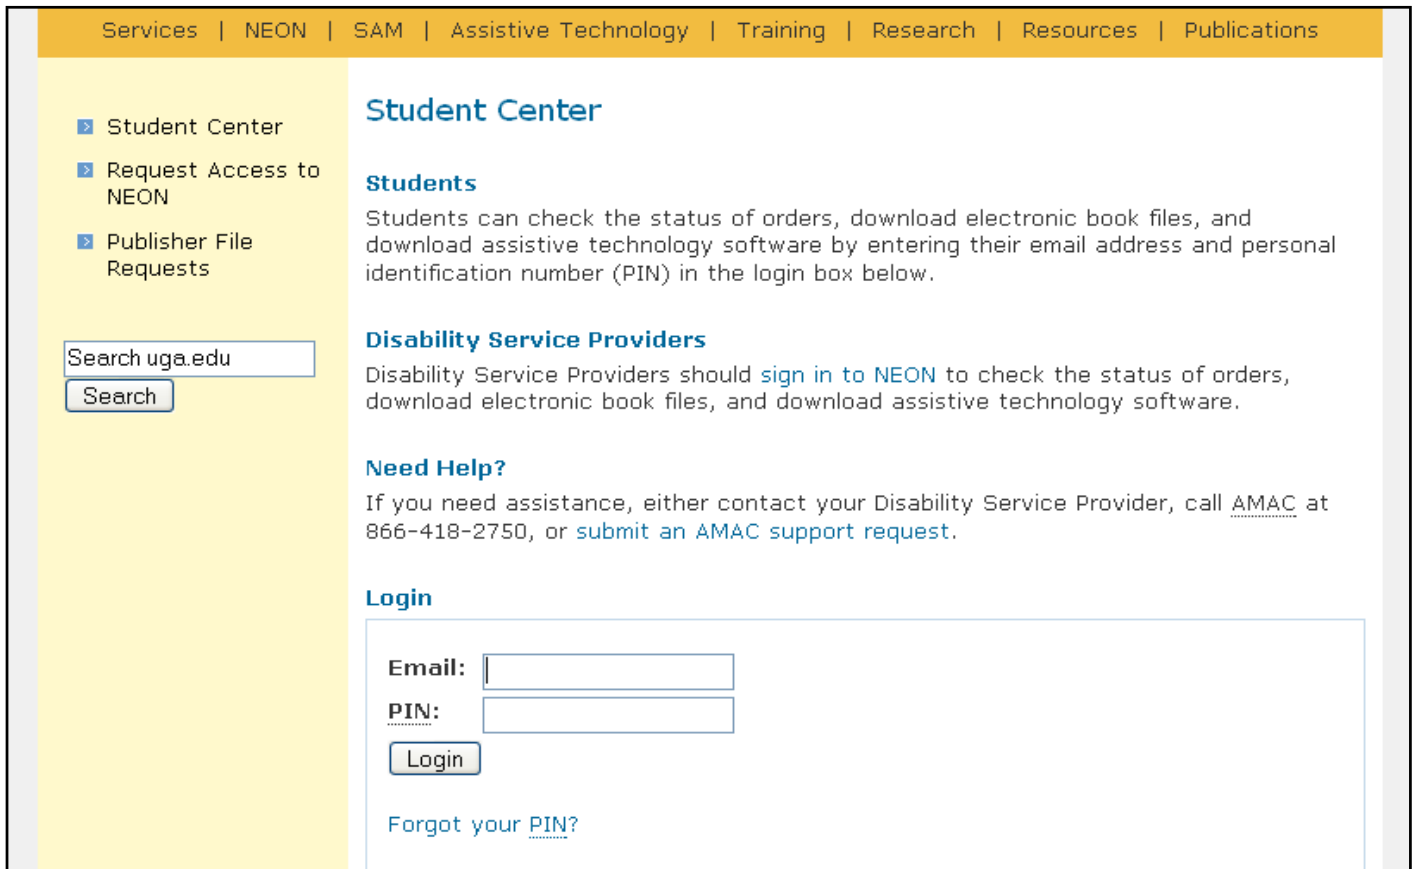 Services | NEON | SAM | Assistive Technology | Training | Research | Resources | Publications
Student Center
Request Access to
NEON
Publisher File
Requests
Search uga.edu
Search
Student Center
Students
Students can check the status of orders, download electronic book files, and
download assistive technology software by entering their email address and personal
identification number (PIN) in the login box below.
Disability Service Providers
Disability Service Providers should sign in to NEON to check the status of orders,
download electronic book files, and download assistive technology software.
Need Help?
If you need assistance, either contact your Disability Service Provider, call AMAC at
866-418-2750, or submit an AMAC support request.
Login
Email:
PIN:
Login
Forgot your PIN?